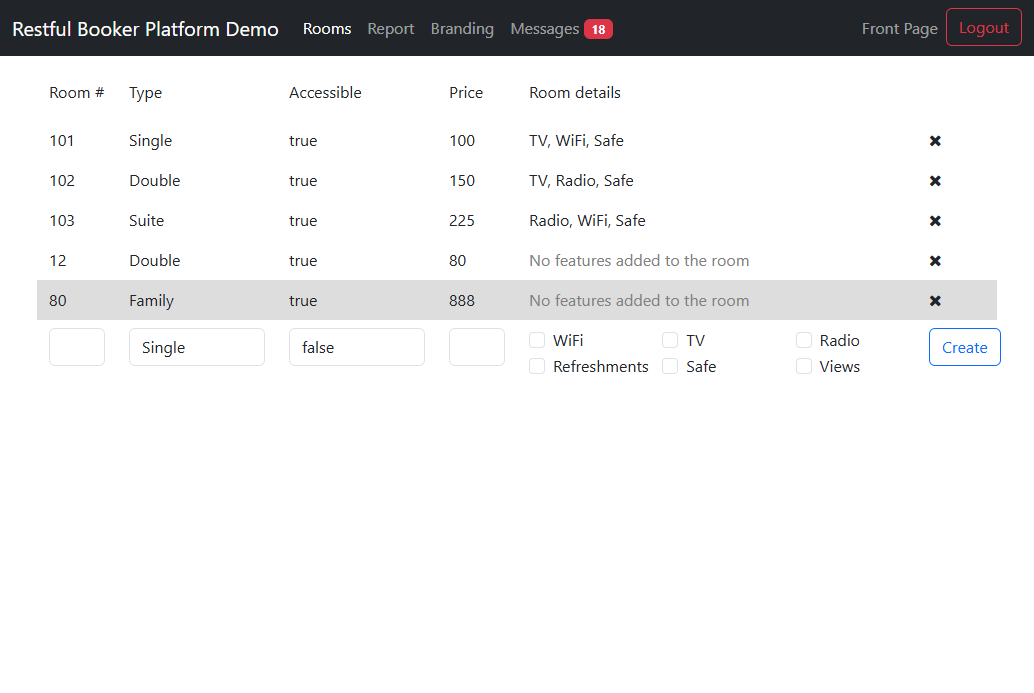 Restful Booker Platform Demo Rooms Report Branding Messages 18 Front Page Logout
Room # Type Accessible Price Room details
101 Single true 100 TV, WiFi, Safe
102 Double true 150 TV, Radio, Safe
103 Suite true 225 Radio, WiFi, Safe
12 Double true 80 No features added to the room
80 Family true 888 No features added to the room
Single false WiFi TV Radio Create
Refreshments Safe Views